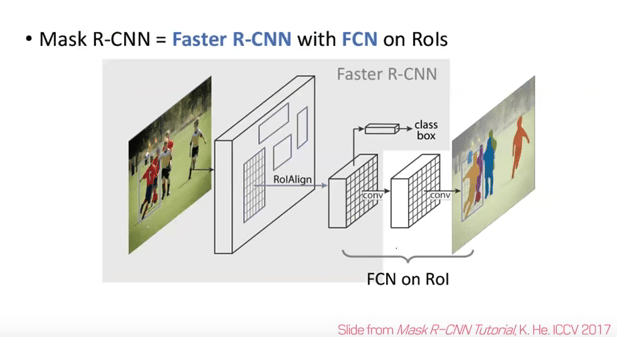 • Mask R-CNN = Faster R-CNN with FCN on RoIs
Faster R-CNN
class
box
RoIAlign
conv
conv
FCN on RoI
Slide from Mask R-CNN Tutorial, K. He. ICCV 2017